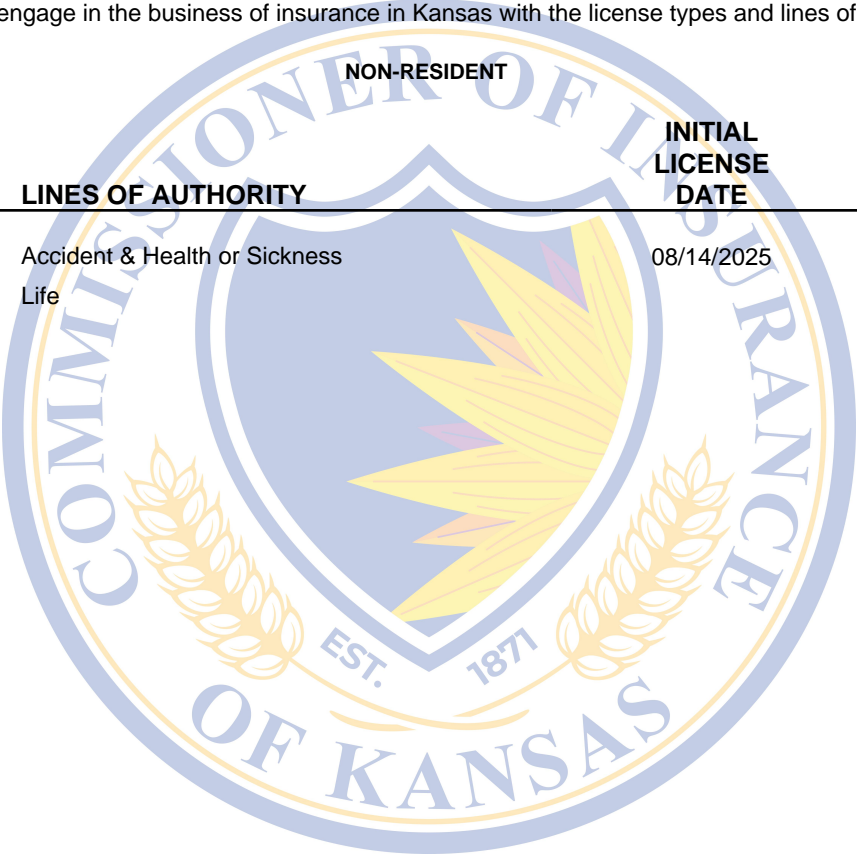 engage in the business of insurance in Kansas with the license types and lines of
NON-RESIDENT
INITIAL
LICENSE
LINES OF AUTHORITY DATE
Accident & Health or Sickness 08/14/2025
Life
COMMISSIONER OF INSURANCE
EST. 1871
OF KANSAS